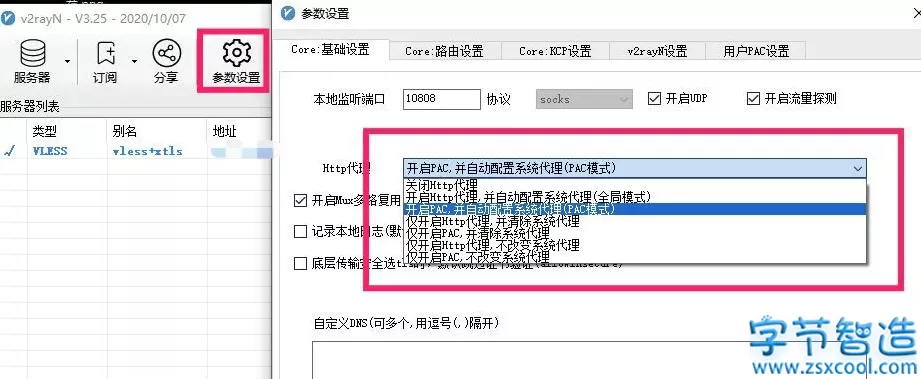 v2rayN - V3.25 - 2020/10/07
服务器
订阅
分享
参数设置
服务器列表
类型 别名 地址
VLESS vless+xtls
参数设置
Core:基础设置 Core:路由设置 Core:KCP设置 v2rayN设置 用户PAC设置
本地监听端口 10808 协议 socks 开启UDP 开启流量探测
Http代理 开启PAC,并自动配置系统代理(PAC模式)
关闭Http代理
开启Http代理,并自动配置系统代理(全局模式)
开启PAC,并自动配置系统代理(PAC模式)
仅开启Http代理,并清除系统代理
仅开启PAC,并清除系统代理
仅开启Http代理,不改变系统代理
仅开启PAC,不改变系统代理
开启Mux多路复用
记录本地日志(默
底层传输安全选tls时,默认跳过证书验证(allowInsecure)
自定义DNS(可多个,用逗号(,)隔开)
字节智造
www.zsxcool.com